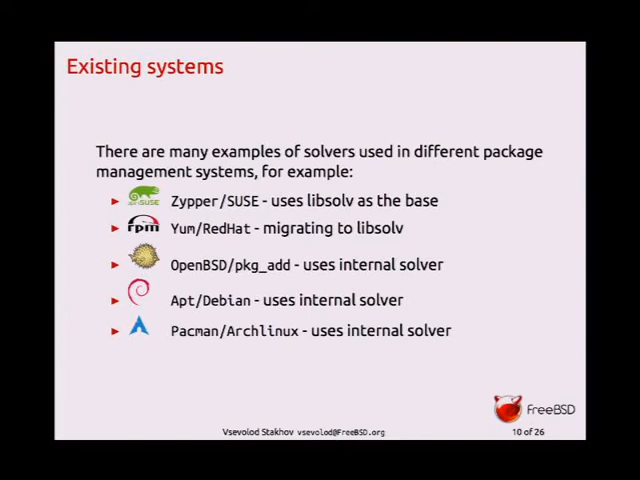 Existing systems
There are many examples of solvers used in different package
management systems, for example:
Zypper/SUSE - uses libsolv as the base
rpm
Yum/RedHat - migrating to libsolv
OpenBSD/pkg_add - uses internal solver
Apt/Debian - uses internal solver
Pacman/Archlinux - uses internal solver
FreeBSD
Vsevolod Stakhov vsevolod@FreeBSD.org
10 of 26